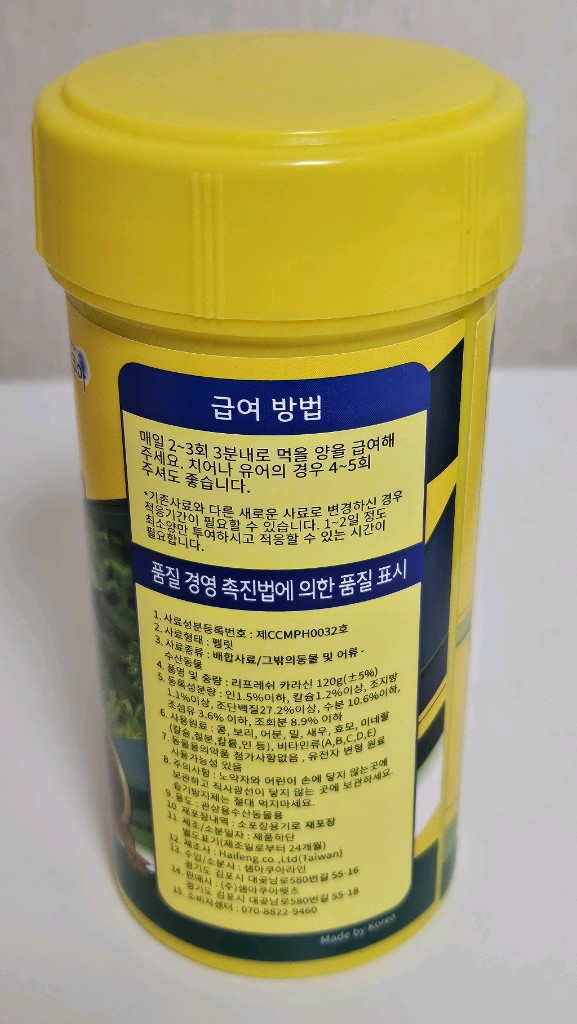 급여 방법
매일 2~3회 3분내로 먹을 양을 급여해
주세요. 치어나 유어의 경우 4~5회
주셔도 좋습니다.
*기존사료와 다른 새로운 사료로 변경하신 경우
적응기간이 필요할 수 있습니다. 1~2일 정도
최소양만 투여하시고 적응할 수 있는 시간이
필요합니다.
품질 경영 촉진법에 의한 품질 표시
1. 사료성분등록번호 : 제CCMPH0032호
2. 사료형태 : 펠릿
3. 사료종류 : 배합사료/그밖의동물 및 어류-
수산동물
4. 품명 및 중량 : 리프레쉬 카라신 120g(±5%)
5. 등록성분량 : 인1.5%이하, 칼슘1.2%이상, 조지방
1.1%이상, 조단백질27.2%이상, 수분 10.6%이하,
조섬유 3.6% 이하, 조회분 8.9% 이하
6. 사용원료 : 콩, 보리, 어분, 밀, 새우, 효모, 미네랄
(칼슘,철분,칼륨,인 등), 비타민류(A,B,C,D,E)
7. 동물용의약품 첨가사항없음 , 유전자 변형 원료
사용가능성 있음
8. 주의사항 : 노약자와 어린이 손에 닿지 않는곳에
보관하고 직사광선이 닿지 않는 곳에 보관하세요.
습기방지제는 절대 먹지마세요.
9. 용도 : 관상용수산동물용
10. 재포장내역 : 소포장용기로 재포장
11. 제조/소분일자 : 제품하단
별도표기(제조일로부터 24개월)
12. 제조사 : Haifeng.co.,Ltd(Taiwan)
13. 수입/소분사 : 셈아쿠아라인
경기도 김포시 대곶남로580번길 55-16
14. 판매사 : (주)셈아쿠아펫츠
경기도 김포시 대곶남로580번길 55-18
15. 소비자센터 : 070-8822-9460
Made by Korea